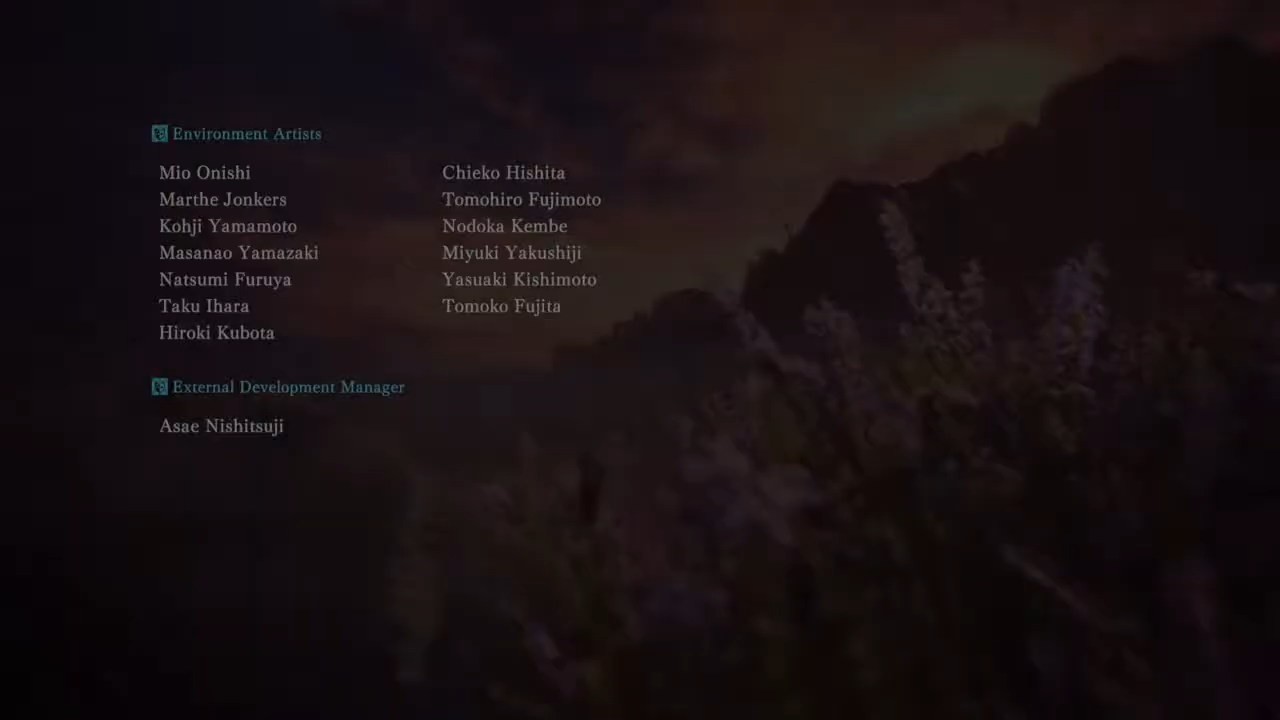 Environment Artists
Mio Onishi
Marthe Jonkers
Kohji Yamamoto
Masanao Yamazaki
Natsumi Furuya
Taku Ihara
Hiroki Kubota
Chieko Hishita
Tomohiro Fujimoto
Nodoka Kembe
Miyuki Yakushiji
Yasuaki Kishimoto
Tomoko Fujita
External Development Manager
Asae Nishitsuji